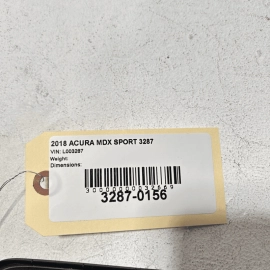 2018 ACURA MDX SPORT 3287
VIN: L003287
Weight:
Dimensions:
3287-0156